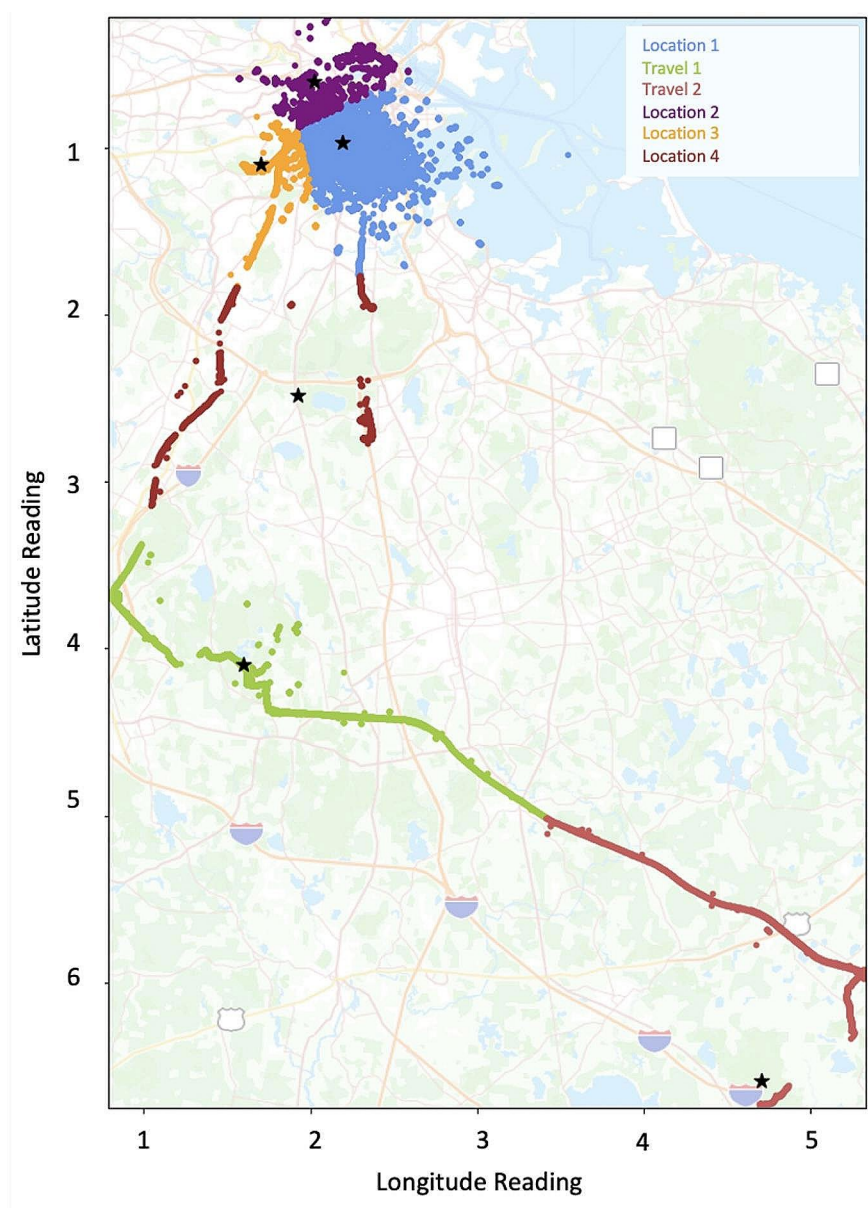 Location 1
Travel 1
Travel 2
Location 2
Location 3
Location 4
1
2
3
4
5
6
Latitude Reading
1 2 3 4 5
Longitude Reading